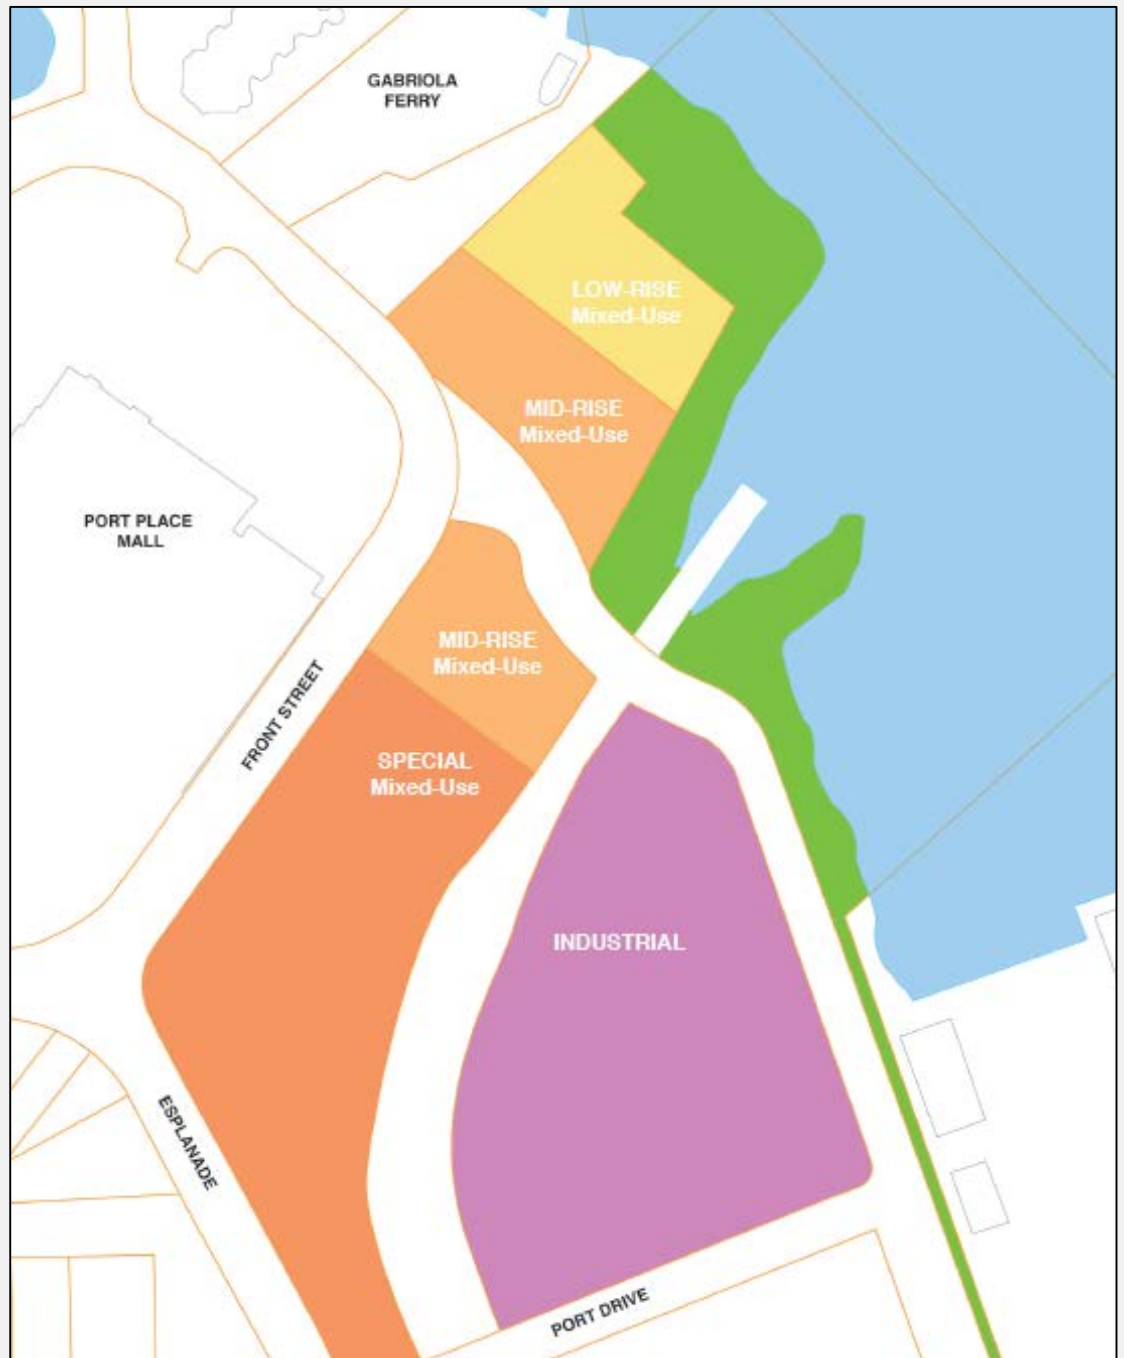 GABRIOLA
FERRY
LOW-RISE
Mixed-Use
MID-RISE
Mixed-Use
PORT PLACE
MALL
MID-RISE
Mixed-Use
FRONT STREET
SPECIAL
Mixed-Use
INDUSTRIAL
ESPLANADE
PORT DRIVE